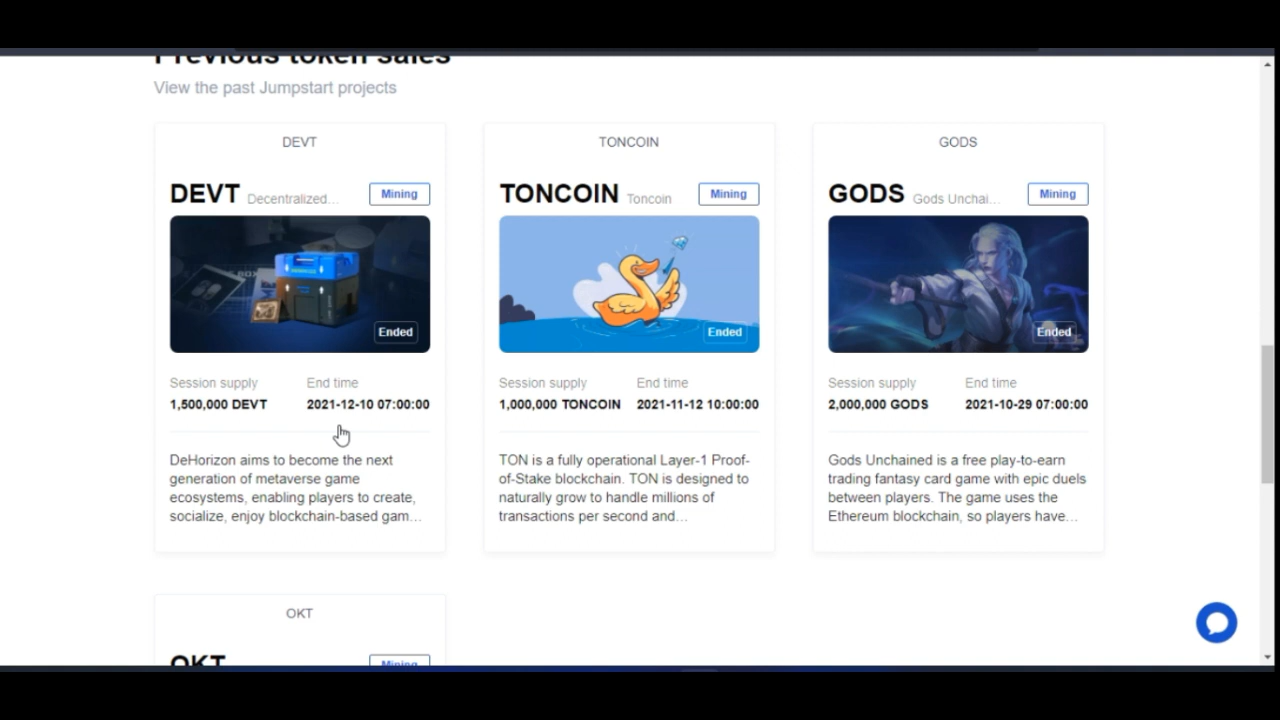 Previous token sales
View the past Jumpstart projects
DEVT
DEVT Decentralized... Mining
Ended
Session supply End time
1,500,000 DEVT 2021-12-10 07:00:00
DeHorizon aims to become the next
generation of metaverse game
ecosystems, enabling players to create,
socialize, enjoy blockchain-based gam...
TONCOIN
TONCOIN Toncoin Mining
Ended
Session supply End time
1,000,000 TONCOIN 2021-11-12 10:00:00
TON is a fully operational Layer-1 Proof-
of-Stake blockchain. TON is designed to
naturally grow to handle millions of
transactions per second and...
GODS
GODS Gods Unchai... Mining
Ended
Session supply End time
2,000,000 GODS 2021-10-29 07:00:00
Gods Unchained is a free play-to-earn
trading fantasy card game with epic duels
between players. The game uses the
Ethereum blockchain, so players have...
OKT
OKT Mining